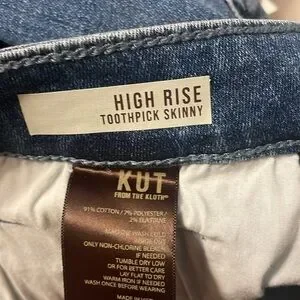 HIGH RISE
TOOTHPICK SKINNY
KUT
FROM THE KLOTH
91% COTTON / 7% POLYESTER /
2% ELASTANE
MACHINE WASH COLD
INSIDE OUT
ONLY NON-CHLORINE BLEACH
IF NEEDED
TUMBLE DRY LOW
OR FOR BETTER CARE
LAY FLAT TO DRY
WARM IRON IF NEEDED
WASH ONCE BEFORE WEARING
MADE IN